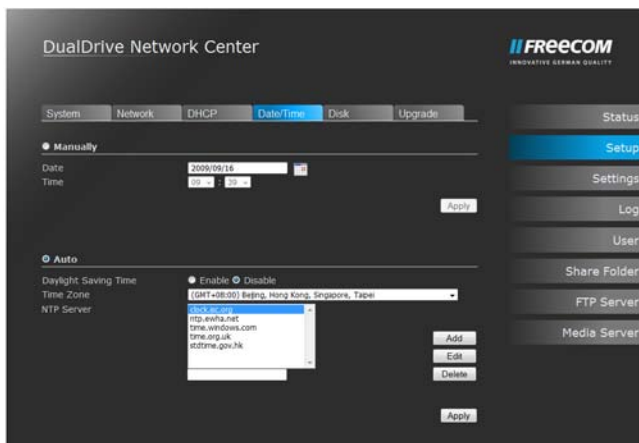 DualDrive Network Center
FREECOM
INNOVATIVE GERMAN QUALITY
System Network DHCP Date/Time Disk Upgrade
Status
Setup
Settings
Log
User
Share Folder
FTP Server
Media Server
Manually
Date 2009/09/16
Time 09 : 39
Apply
Auto
Daylight Saving Time Enable Disable
Time Zone (GMT+08:00) Beijing, Hong Kong, Singapore, Taipei
NTP Server clock.isc.org
ntp.ewha.net
time.windows.com
time.org.uk
stdtime.gov.hk
Add
Edit
Delete
Apply